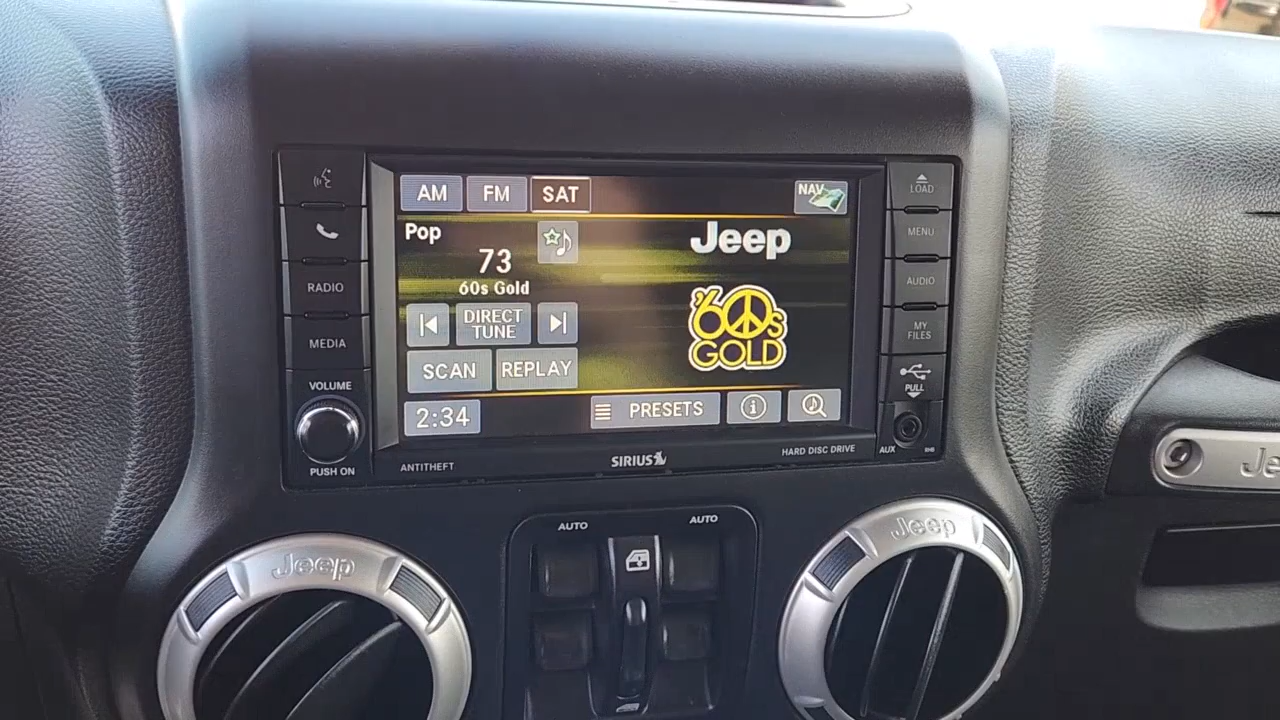 AM FM SAT NAV
Pop
73
60s Gold
DIRECT
TUNE
SCAN REPLAY
2:34 PRESETS
Jeep
'60s
GOLD
RADIO
MEDIA
VOLUME
PUSH ON
LOAD
MENU
AUDIO
MY
FILES
PULL
AUX
ANTITHEFT
SIRIUS
HARD DISC DRIVE
AUTO AUTO
Jeep
Jeep